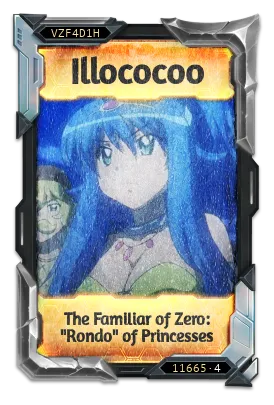 VZF4D1H
Illococoo
The Familiar of Zero:
"Rondo" of Princesses
11665·4